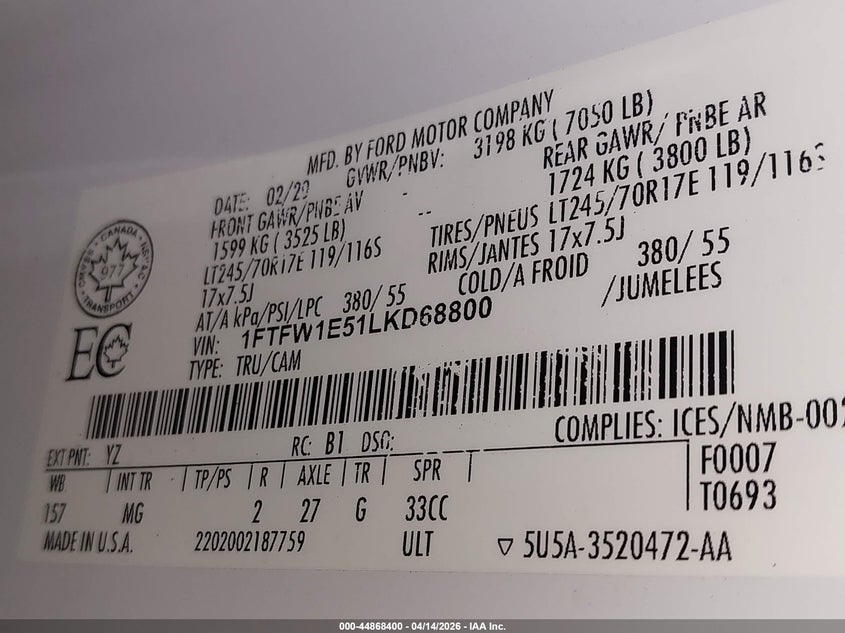 MFD. BY FORD MOTOR COMPANY
DATE: 02/20 GVWR/PNBV: 3198 KG ( 7050 LB)
FRONT GAWR/PNBE AV - REAR GAWR/ PNBE AR
1599 KG ( 3525 LB) -- 1724 KG ( 3800 LB)
LT245/70R17E 119/116S TIRES/PNEUS LT245/70R17E 119/116S
17x7.5J RIMS/JANTES 17x7.5J
AT/A kPa/PSI/LPC 380/ 55 COLD/A FROID 380/ 55
VIN: 1FTFW1E51LKD68800 /JUMELEES
TYPE: TRU/CAM
CANADA
977
TRANSPORT
EC
COMPLIES: ICES/NMB-002
EXT PNT: YZ RC: B1 DSO:
WB | INT TR | TP/PS | R | AXLE | TR | SPR | F0007
157 MG 2 27 G 33CC T0693
MADE IN U.S.A. 2202002187759 ULT ▽ 5U5A-3520472-AA
000-44868400 - 04/14/2026 - IAA Inc.